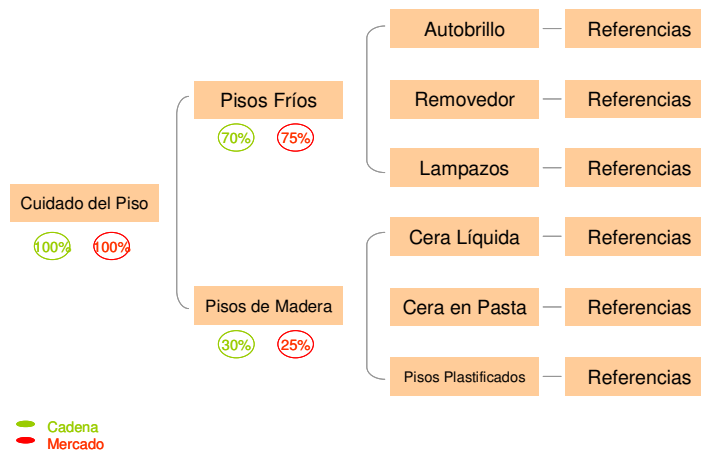 Autobrillo
Referencias
Pisos Fríos
Removedor
Referencias
70%
75%
Lampazos
Referencias
Cuidado del Piso
100%
100%
Cera Líquida
Referencias
Pisos de Madera
Cera en Pasta
Referencias
30%
25%
Pisos Plastificados
Referencias
Cadena
Mercado